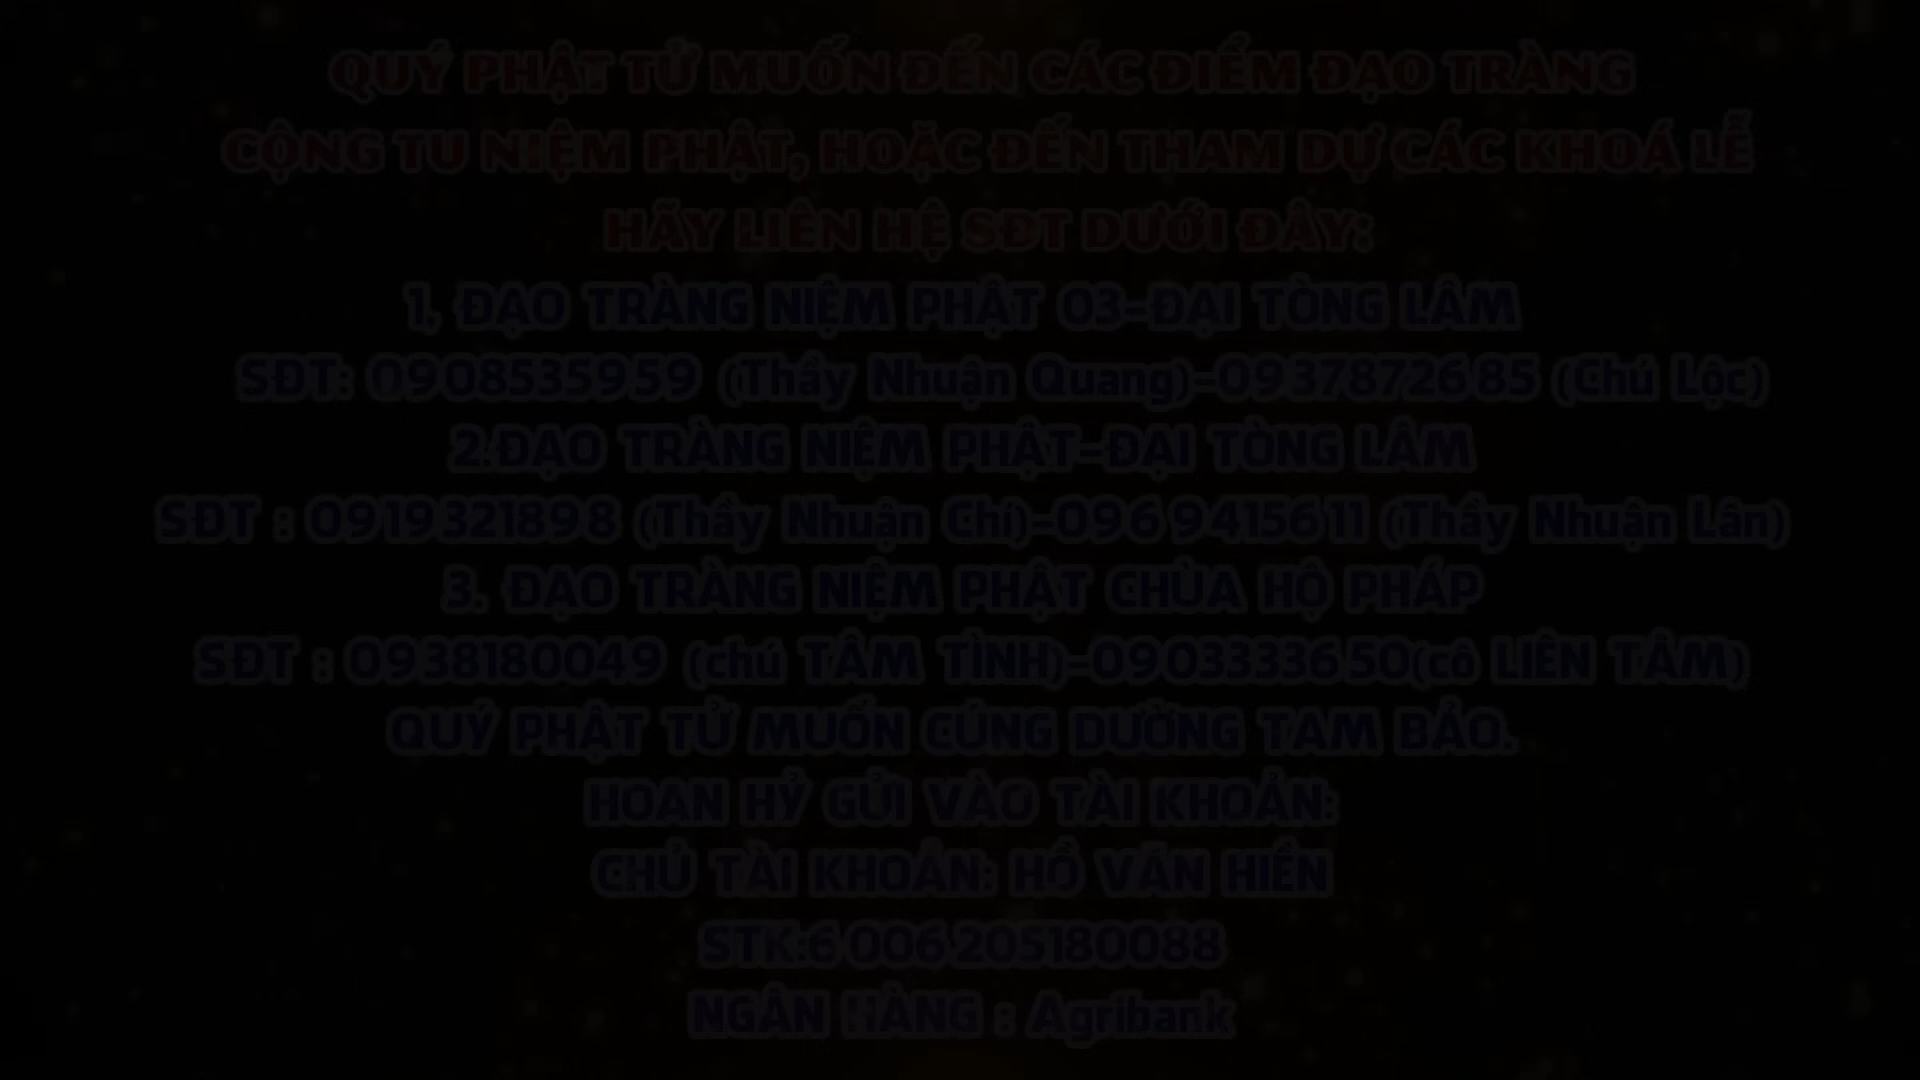 QUÝ PHẬT TỬ MUỐN ĐẾN CÁC ĐIỂM ĐẠO TRÀNG
CỘNG TU NIỆM PHẬT, HOẶC ĐẾN THAM DỰ CÁC KHOÁ LỄ
HÃY LIÊN HỆ SĐT DƯỚI ĐÂY:
1. ĐẠO TRÀNG NIỆM PHẬT 03-ĐẠI TÒNG LÂM
SĐT: 0908535959 (Thầy Nhuận Quang)-0937872685 (Chú Lộc)
2.ĐẠO TRÀNG NIỆM PHẬT-ĐẠI TÒNG LÂM
SĐT : 0919321898 (Thầy Nhuận Chí)-0969415611 (Thầy Nhuận Lân)
3. ĐẠO TRÀNG NIỆM PHẬT CHÙA HỘ PHÁP
SĐT : 0938180049 (chú TÂM TÌNH)-0903333650(cô LIÊN TÂM)
QUÝ PHẬT TỬ MUỐN CÚNG DƯỜNG TAM BẢO.
HOAN HỶ GỬI VÀO TÀI KHOẢN:
CHỦ TÀI KHOẢN: HỒ VĂN HIỀN
STK:6006205180088
NGÂN HÀNG : Agribank